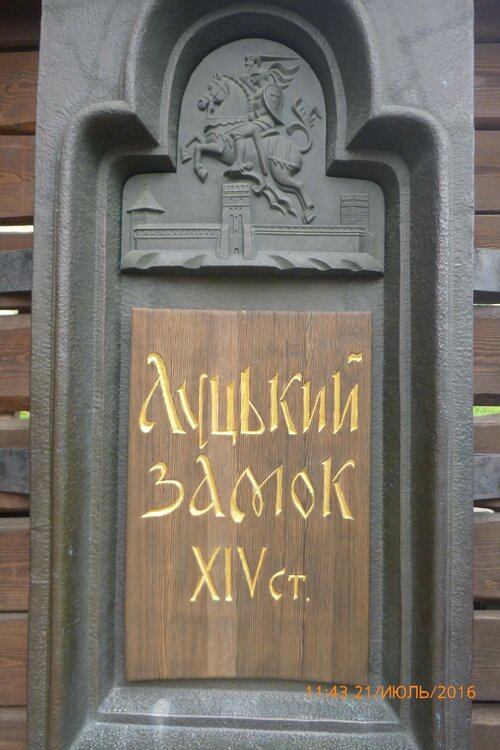 Луцький
замок
XIV ст.
11:43 21/ИЮЛЬ/2016